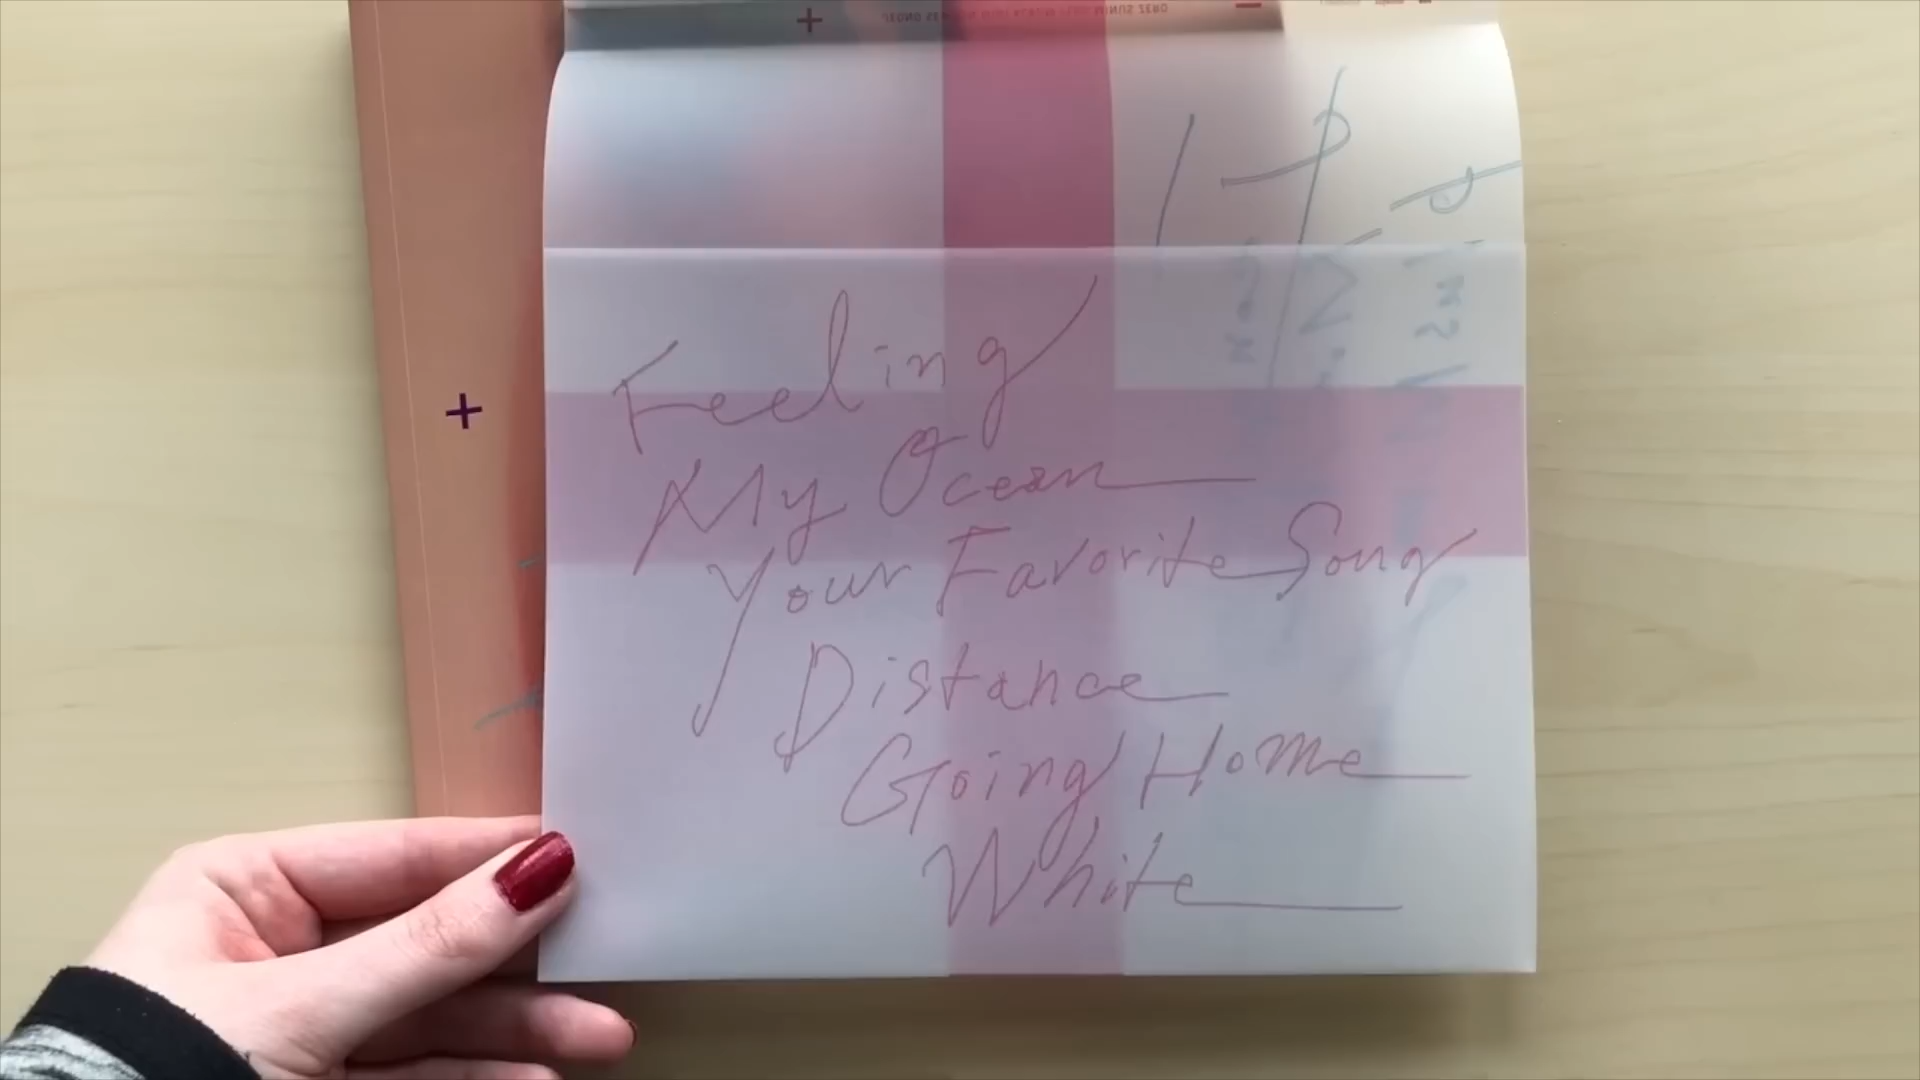 Feeling
My Ocean
Your Favorite Song
Distance
Going Home
White